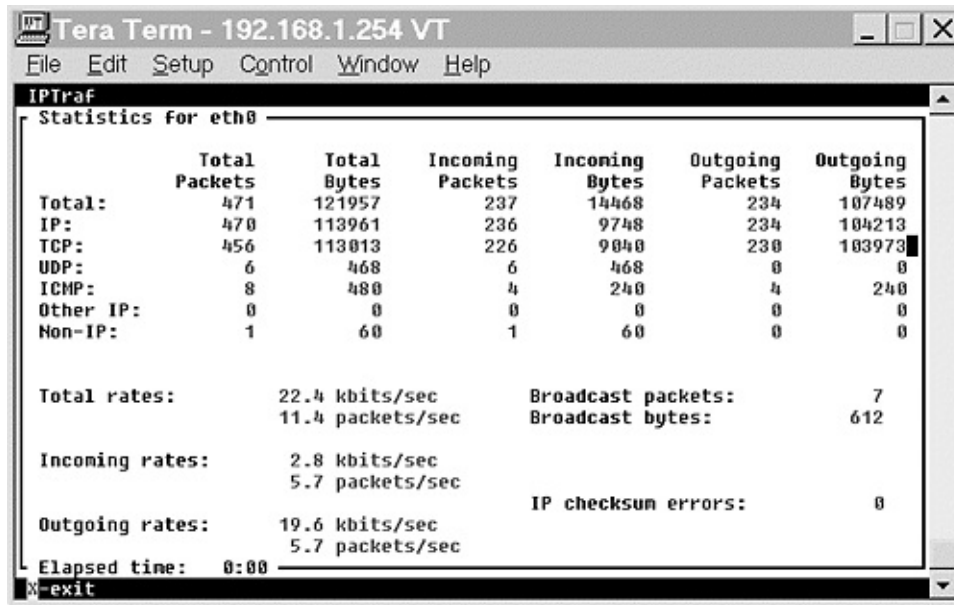 Tera Term - 192.168.1.254 VT
File Edit Setup Control Window Help
IPTraf
Statistics for eth0
Total Total Incoming Incoming Outgoing Outgoing
Packets Bytes Packets Bytes Packets Bytes
Total: 471 121957 237 14468 234 107489
IP: 470 113961 236 9748 234 104213
TCP: 456 113013 226 9040 230 103973
UDP: 6 468 6 468 0 0
ICMP: 8 480 4 240 4 240
Other IP: 0 0 0 0 0 0
Non-IP: 1 60 1 60 0 0
Total rates: 22.4 kbits/sec Broadcast packets: 7
11.4 packets/sec Broadcast bytes: 612
Incoming rates: 2.8 kbits/sec
5.7 packets/sec
IP checksum errors: 0
Outgoing rates: 19.6 kbits/sec
5.7 packets/sec
Elapsed time: 0:00
X-exit